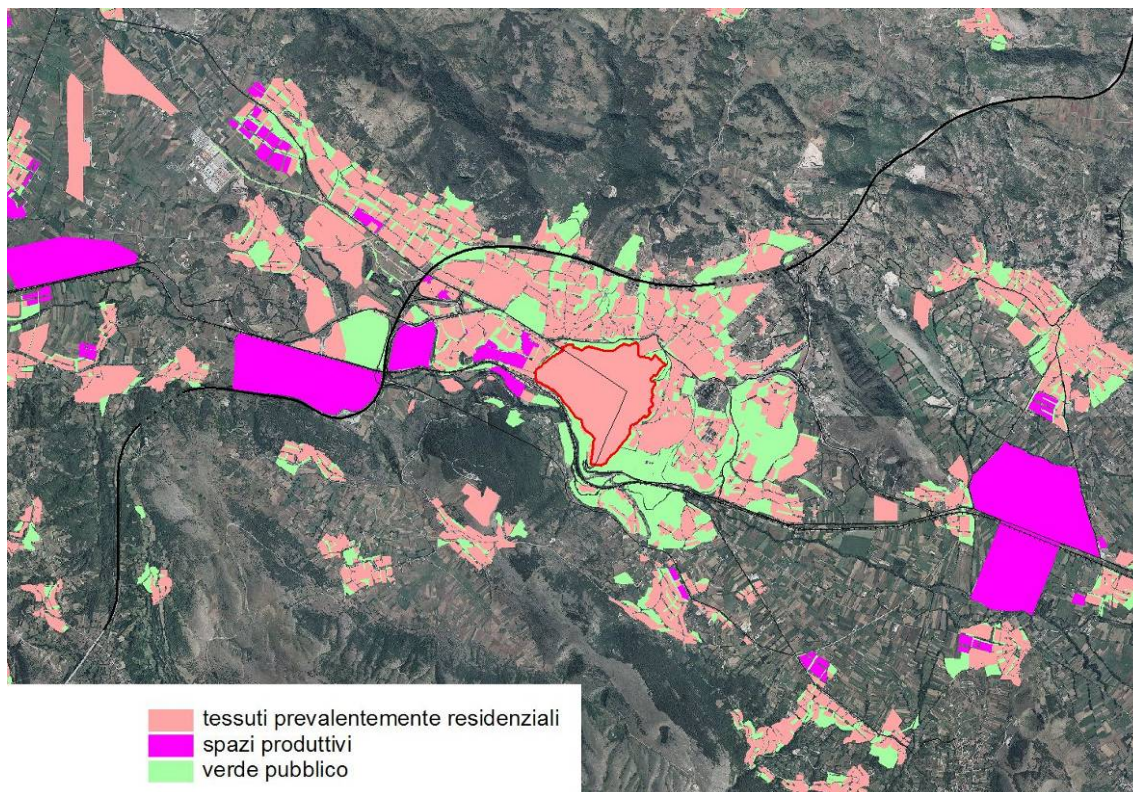 tessuti prevalentemente residenziali
spazi produttivi
verde pubblico